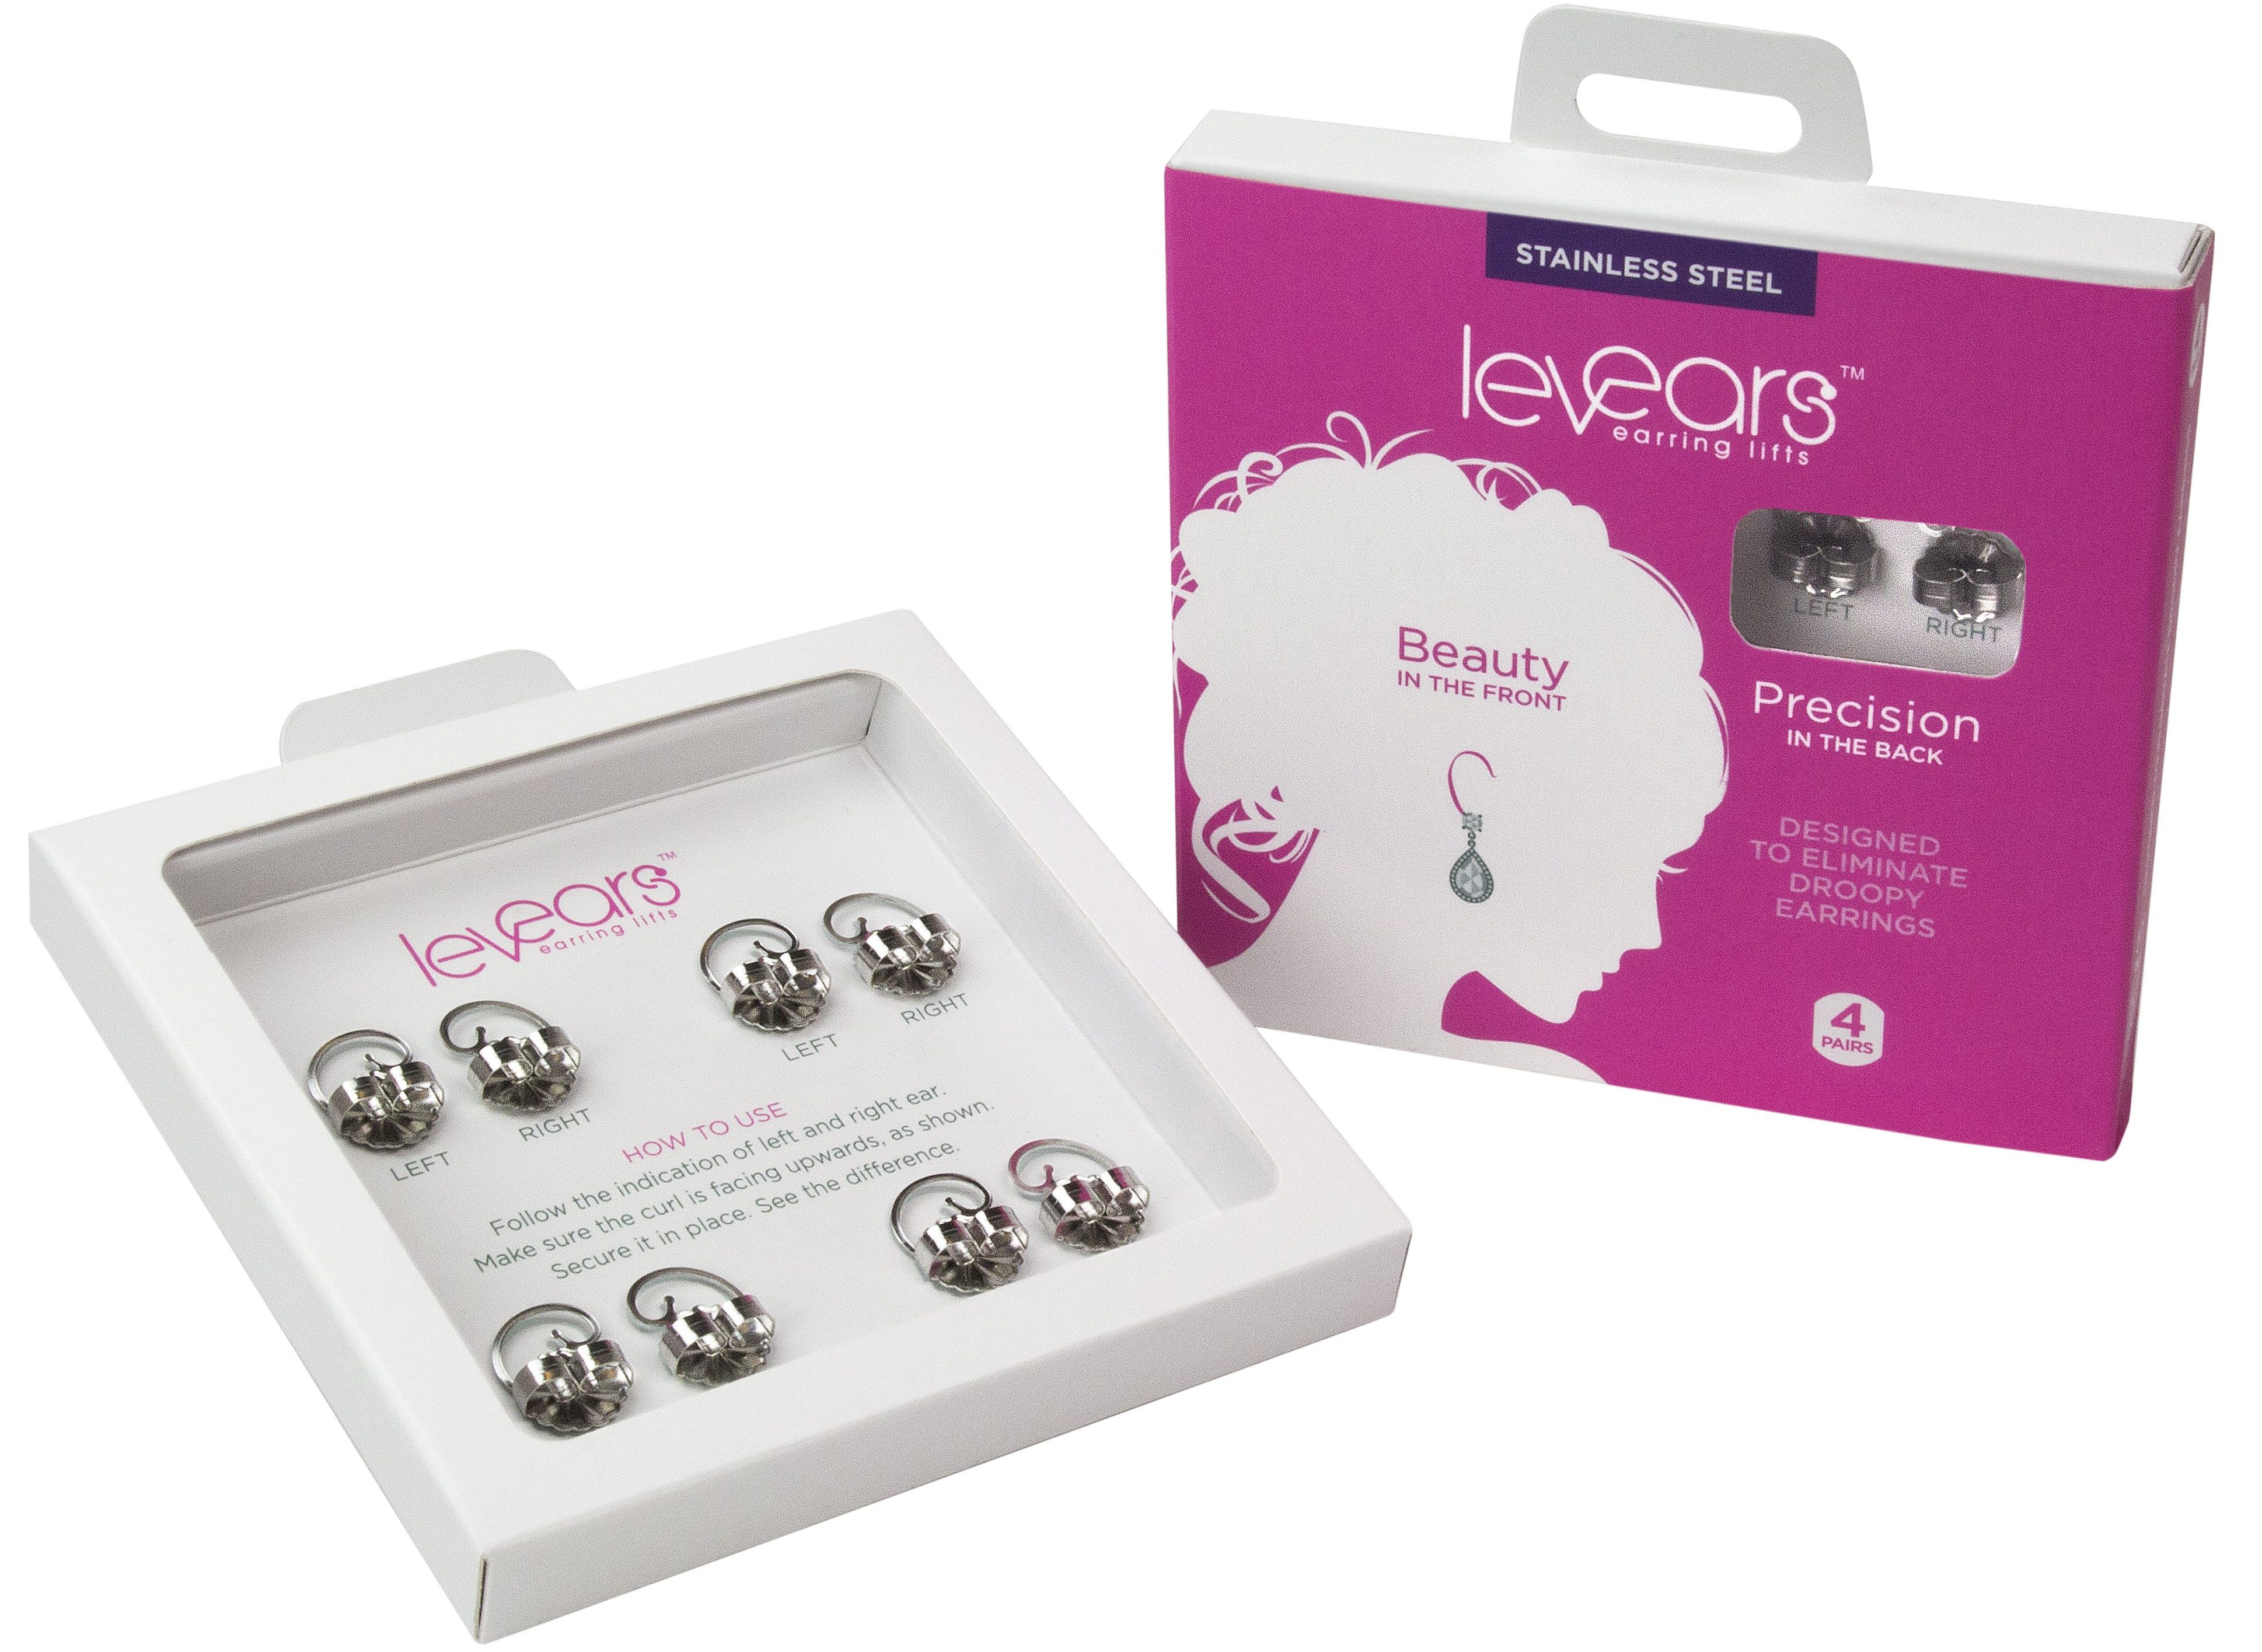 STAINLESS STEEL
levears™
earring lifts
LEFT
RIGHT
Beauty
IN THE FRONT
Precision
IN THE BACK
DESIGNED
TO ELIMINATE
DROOPY
EARRINGS
4
PAIRS
levears™
earring lifts
LEFT
RIGHT
LEFT
RIGHT
HOW TO USE
Follow the indication of left and right ear.
Make sure the curl is facing upwards, as shown.
Secure it in place. See the difference.